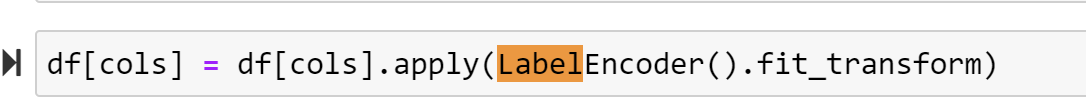 df[cols] = df[cols].apply(LabelEncoder().fit_transform)